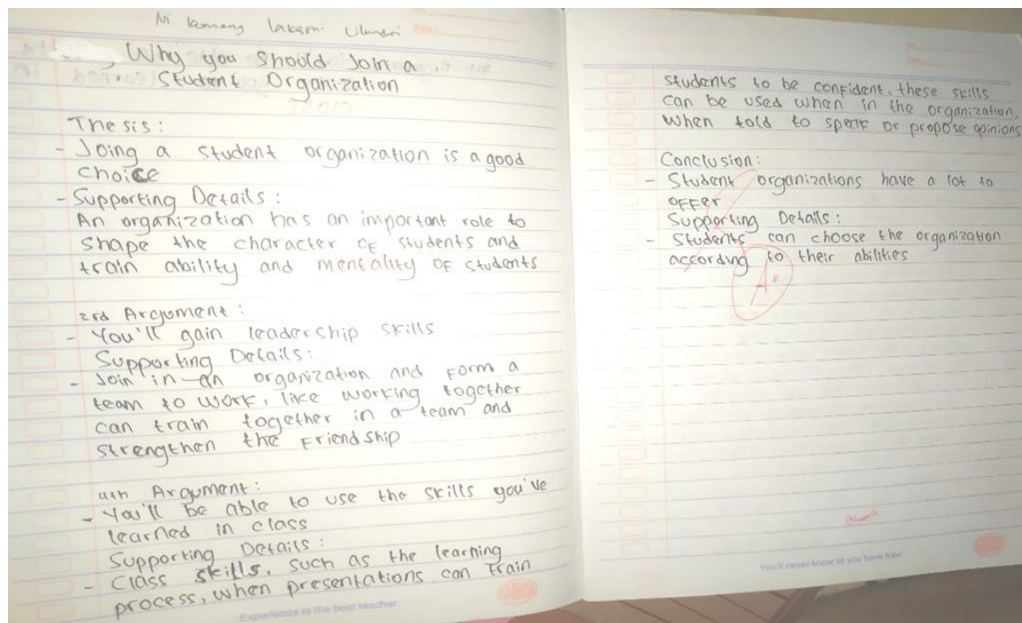 Ni Komang Laksmi Ulandri
Why you should Join a
Student Organization
Thesis:
- Joing a student organization is a good
choice
- Supporting Details:
An organization has an important role to
shape the character of students and
train ability and mentality of students
2rd Argument:
- You'll gain leadership skills
Supporting Details:
- Join in an organization and form a
team to work, like working together
can train together in a team and
strengthen the Friendship
4th Argument:
- You'll be able to use the skills you've
learned in class
Supporting Details:
- Class skills, such as the learning
process, when presentations can train
Experience is the best teacher
students to be confident. these skills
can be used when in the organization,
when told to speak or propose opinions
Conclusion:
- Student organizations have a lot to
offer
Supporting Details:
- Students can choose the organization
according to their abilities
A.
You'll never know till you have tried